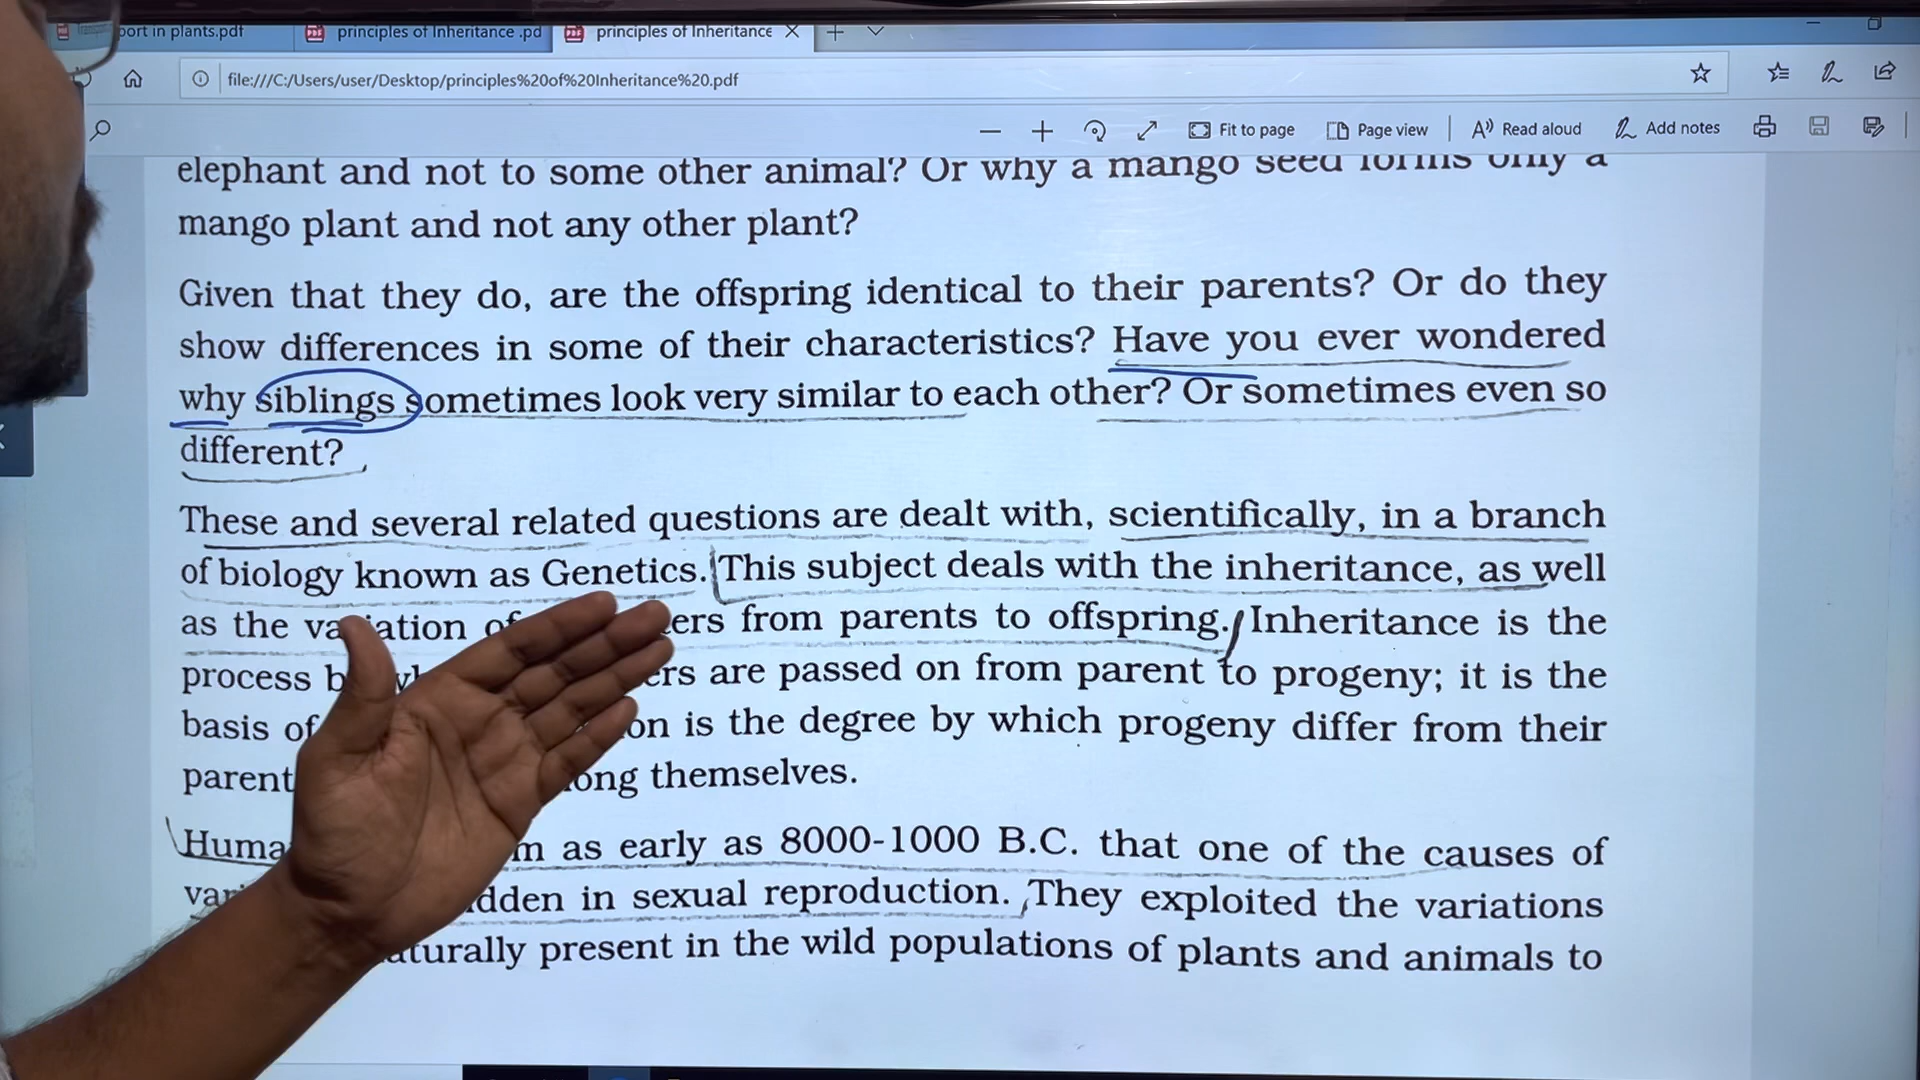 port in plants.pdf
principles of Inheritance .pd
principles of Inheritance
file:///C:/Users/user/Desktop/principles%20of%20Inheritance%20.pdf
Fit to page
Page view
Read aloud
Add notes
elephant and not to some other animal? Or why a mango seed forms only a
mango plant and not any other plant?
Given that they do, are the offspring identical to their parents? Or do they
show differences in some of their characteristics? Have you ever wondered
why siblings sometimes look very similar to each other? Or sometimes even so
different?
These and several related questions are dealt with, scientifically, in a branch
of biology known as Genetics. This subject deals with the inheritance, as well
as the variation of ers from parents to offspring. Inheritance is the
process b ers are passed on from parent to progeny; it is the
basis of on is the degree by which progeny differ from their
parent ong themselves.
Huma m as early as 8000-1000 B.C. that one of the causes of
var dden in sexual reproduction. They exploited the variations
aturally present in the wild populations of plants and animals to